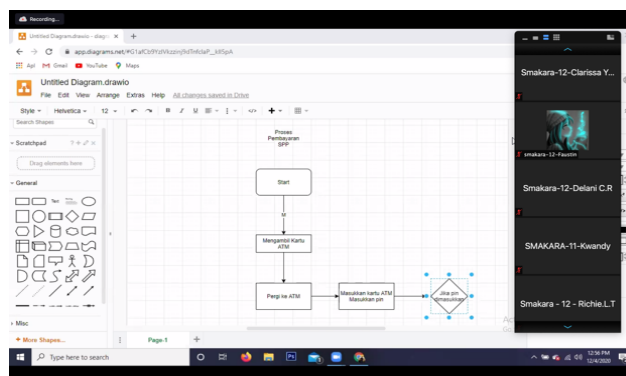 Recording...
Untitled Diagram.drawio - diagr
Apl
Gmail
YouTube
Maps
Untitled Diagram.drawio
File Edit View Arrange Extras Help All changes saved in Drive
Style Helvetica 12
Search Shapes
Scratchpad
Drag elements here
General
Text
Misc
+ More Shapes...
Proses
Pembayaran
SPP
Start
M
Mengambil Kartu
ATM
Pergi ke ATM
Masukkan kartu ATM
Masukkan pin
Jika pin
dimasukkan
Page-1
Smakara-12-Clarissa Y...
smakara-12-Faustin
Smakara-12-Delani C.R
SMAKARA-11-Kwandy
Smakara - 12 - Richie.L.T
Type here to search
12:56 PM
12/4/2020